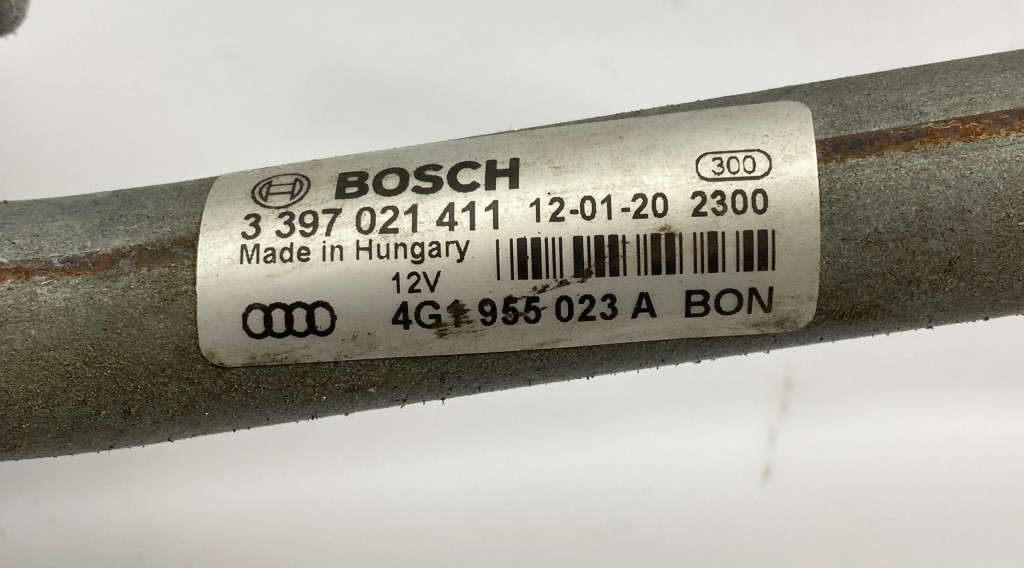 BOSCH 300
3 397 021 411 12-01-20 2300
Made in Hungary
12V
4G1 955 023 A BON